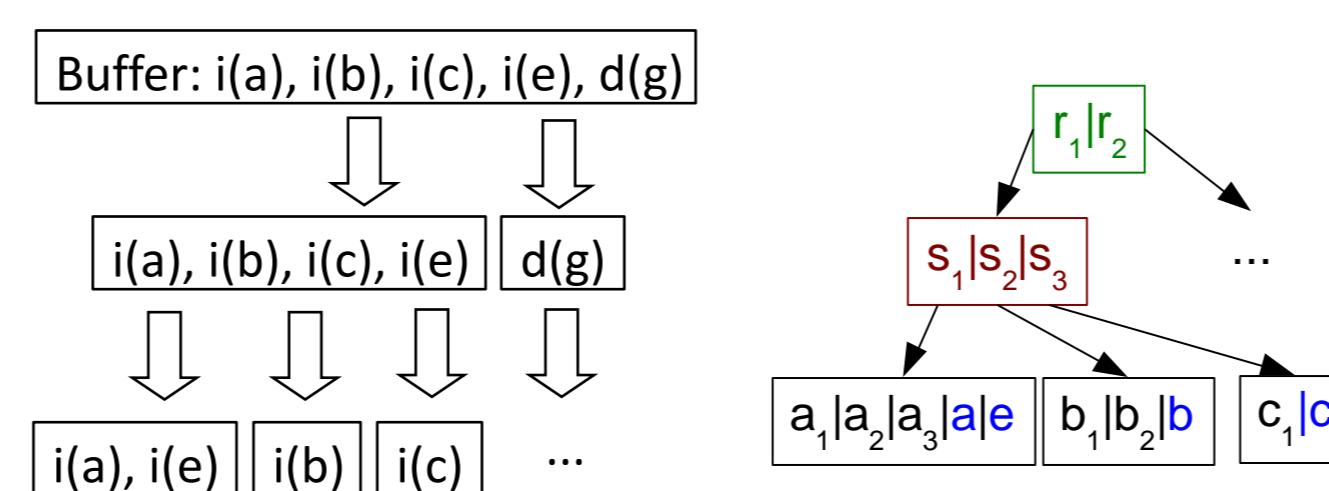 Buffer: i(a), i(b), i(c), i(e), d(g)
i(a), i(b), i(c), i(e)
d(g)
i(a), i(e)
i(b)
i(c)
...
r₁|r₂
s₁|s₂|s₃
...
a₁|a₂|a₃|a|e
b₁|b₂|b
c₁|c